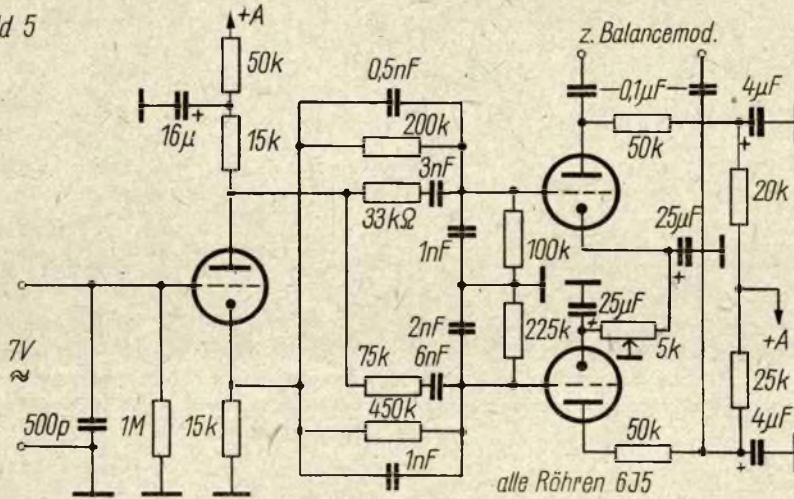 ld 5
+A
50k
16μ
+
15k
0,5nF
200k
3nF
33kΩ
1nF
100k
2nF
225k
75k
6nF
450k
1nF
7V
≈
500p
1M
15k
z. Balancemod.
0,1μF
50k
4μF
+
20k
25μF
+
25μF
+
5k
+A
25k
50k
4μF
+
alle Röhren 6J5